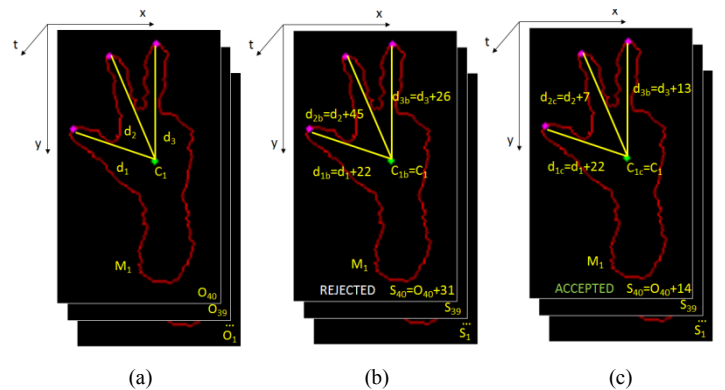 x
t
y
d₂
d₃
d₁
C₁
M₁
O₄₀
O₃₉
...
O₁
(a)
x
t
y
d₃b=d₃+26
d₂b=d₂+45
d₁b=d₁+22
C₁b=C₁
M₁
REJECTED S₄₀=O₄₀+31
S₃₉
...
S₁
(b)
x
t
y
d₃b=d₃+13
d₂c=d₂+7
d₁c=d₁+22
C₁c=C₁
M₁
ACCEPTED S₄₀=O₄₀+14
S₃₉
...
S₁
(c)